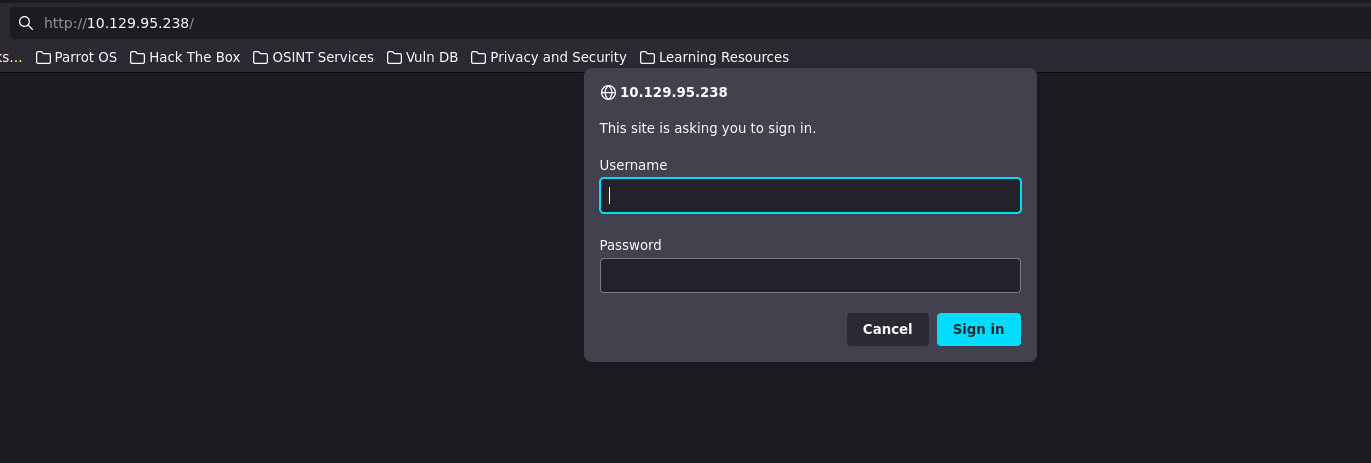 http://10.129.95.238/
ks... Parrot OS Hack The Box OSINT Services Vuln DB Privacy and Security Learning Resources
10.129.95.238
This site is asking you to sign in.
Username
Password
Cancel Sign in